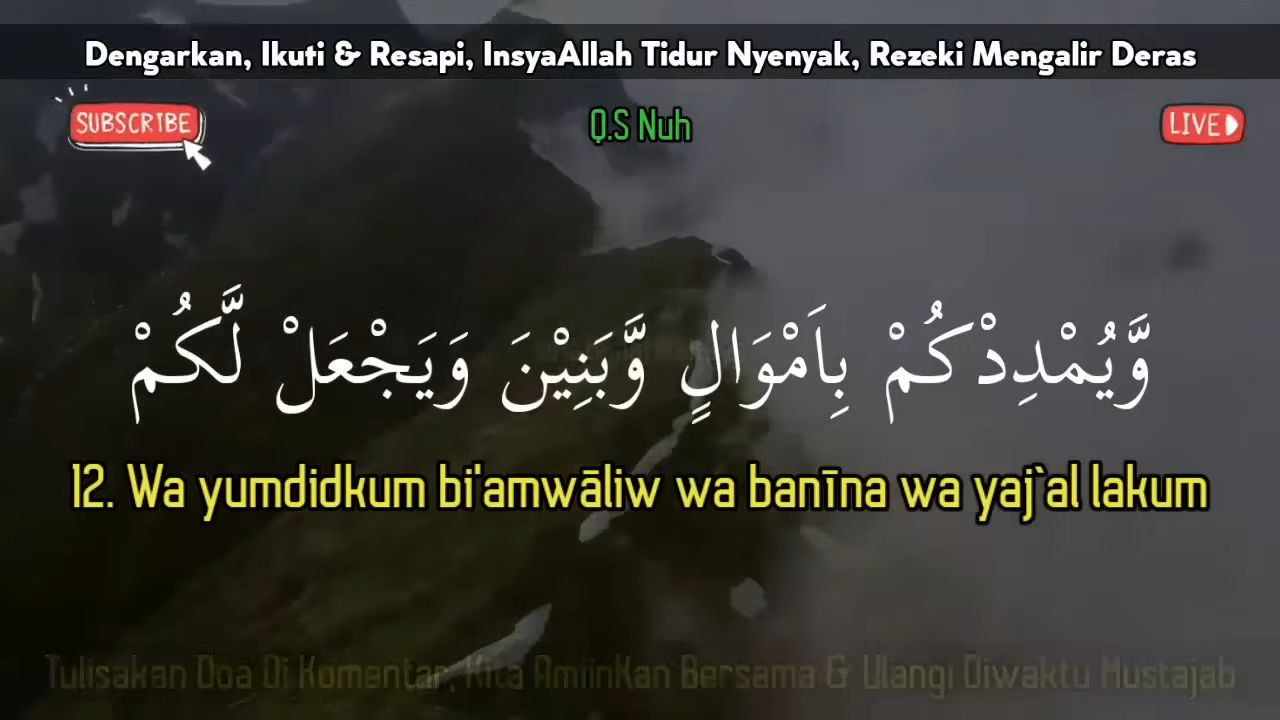 Dengarkan, Ikuti & Resapi, InsyaAllah Tidur Nyenyak, Rezeki Mengalir Deras
SUBSCRIBE
Q.S Nuh
LIVE
وَّيُمْدِدْكُمْ بِاَمْوَالٍ وَّبَنِيْنَ وَيَجْعَلْ لَّكُمْ
12. Wa yumdidkum bi'amwāliw wa banīna wa yaj`al lakum
Tulisakan Doa Di Komentar, Kita AmiinKan Bersama & Ulangi Diwaktu Mustajab